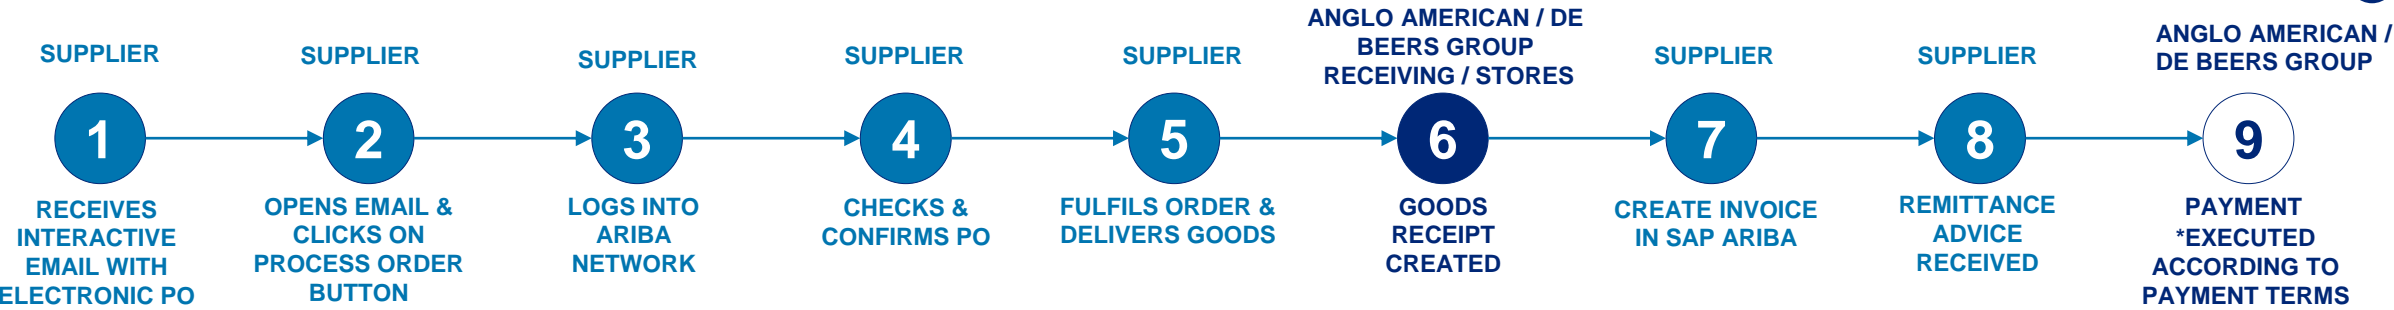 SUPPLIER
1
RECEIVES
INTERACTIVE
EMAIL WITH
ELECTRONIC PO
SUPPLIER
2
OPENS EMAIL &
CLICKS ON
PROCESS ORDER
BUTTON
SUPPLIER
3
LOGS INTO
ARIBA
NETWORK
SUPPLIER
4
CHECKS &
CONFIRMS PO
SUPPLIER
5
FULFILS ORDER &
DELIVERS GOODS
ANGLO AMERICAN / DE
BEERS GROUP
RECEIVING / STORES
6
GOODS
RECEIPT
CREATED
SUPPLIER
7
CREATE INVOICE
IN SAP ARIBA
SUPPLIER
8
REMITTANCE
ADVICE
RECEIVED
ANGLO AMERICAN /
DE BEERS GROUP
9
PAYMENT
*EXECUTED
ACCORDING TO
PAYMENT TERMS